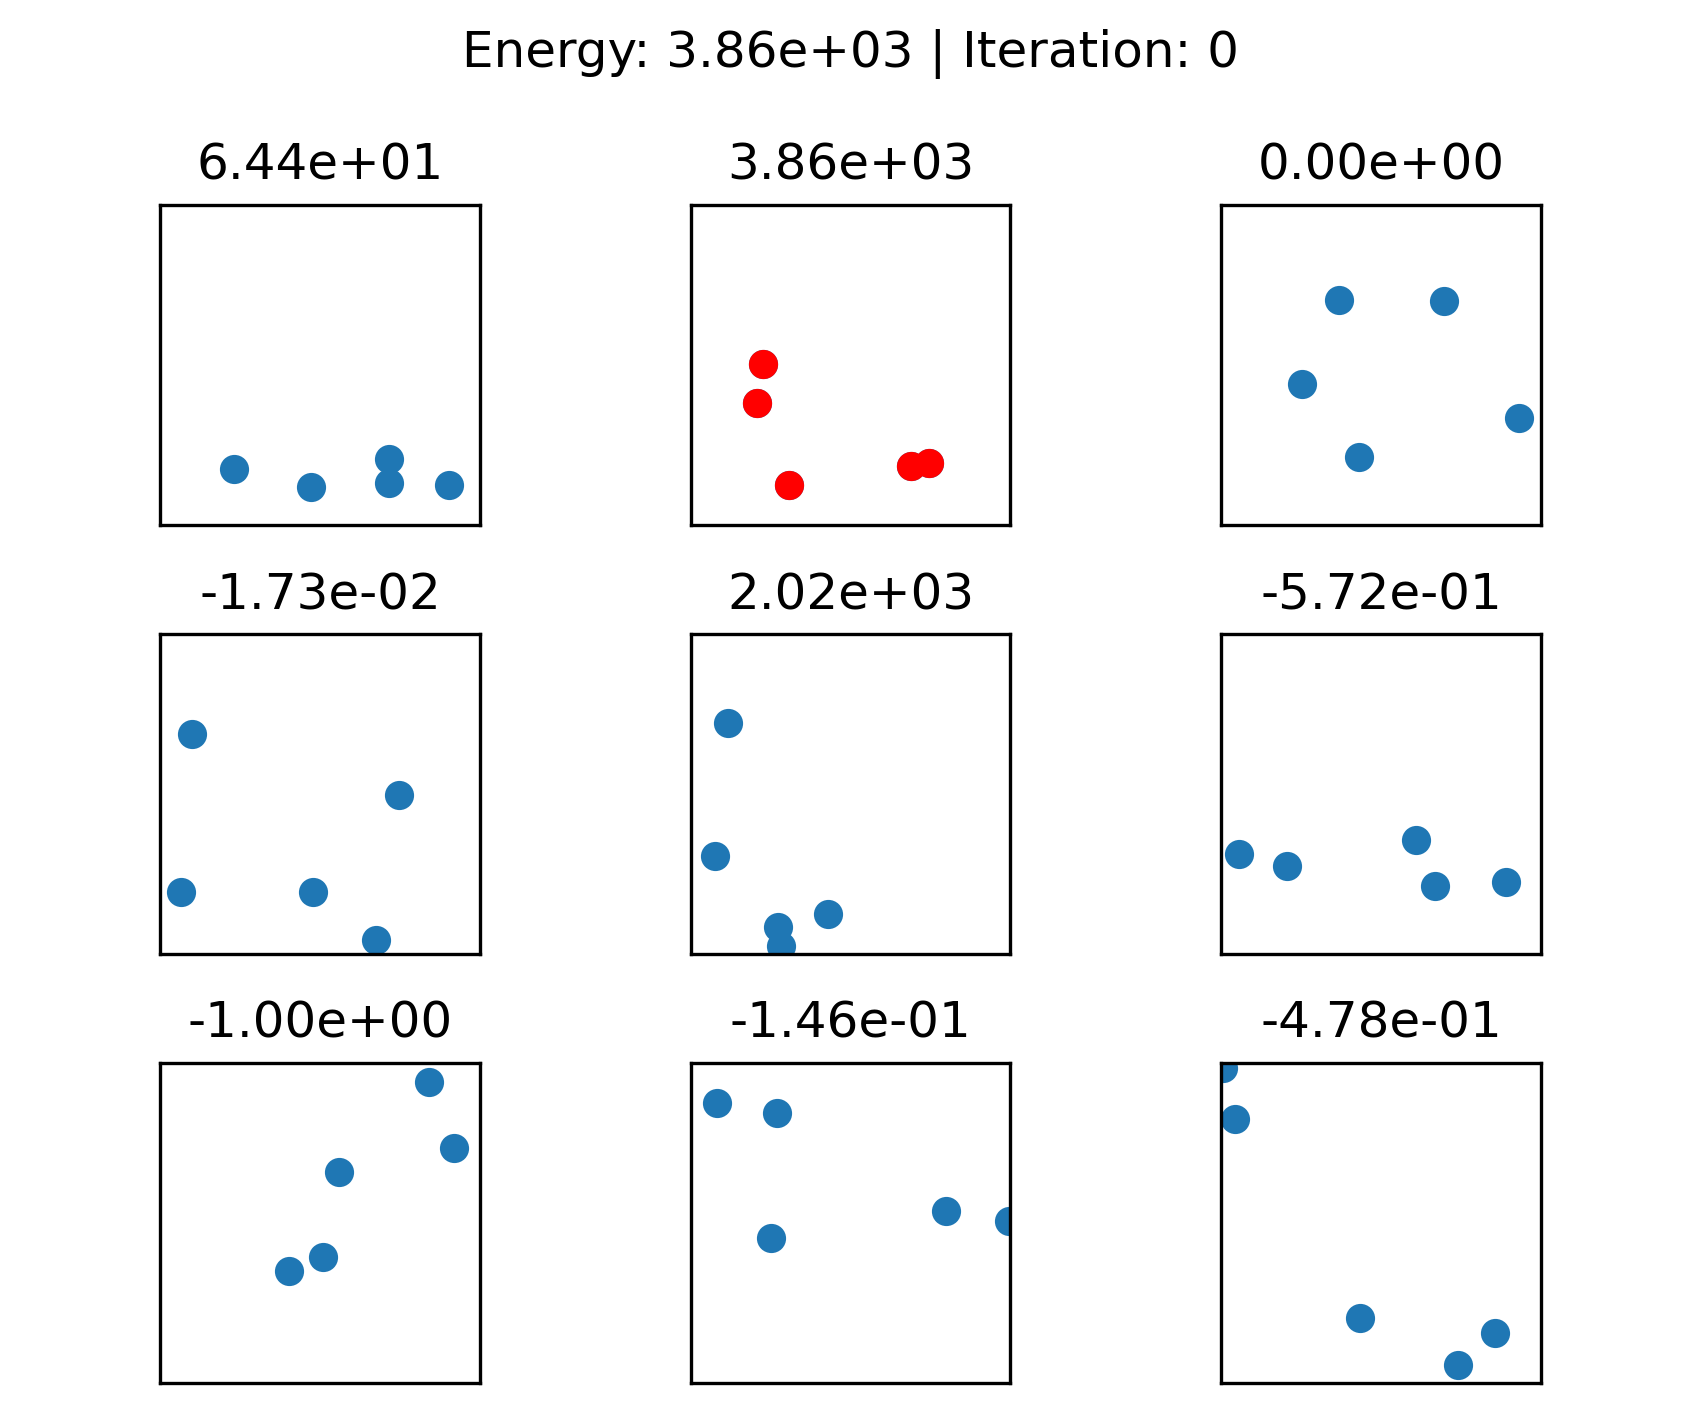 Energy: 3.86e+03 | Iteration: 0
6.44e+01 3.86e+03 0.00e+00
-1.73e-02 2.02e+03 -5.72e-01
-1.00e+00 -1.46e-01 -4.78e-01